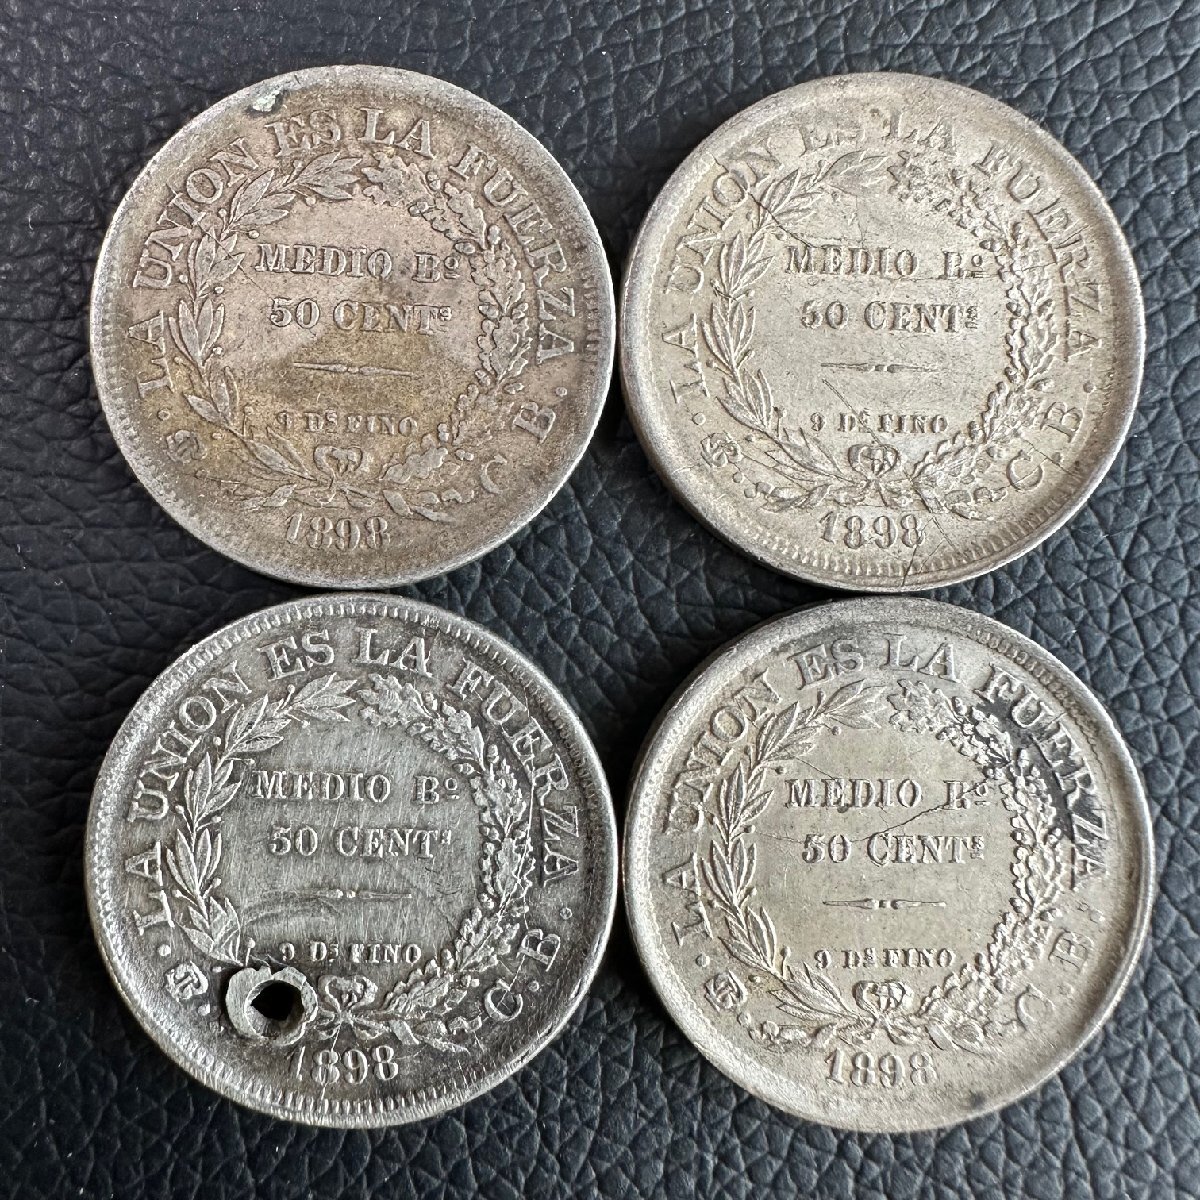 LA UNION ES LA FUERZA · C.B.
MEDIO Bº
50 CENTˢ
9 Dˢ FINO
1898
LA UNION ES LA FUERZA · C.B.
MEDIO Bº
50 CENTˢ
9 Dˢ FINO
1898
LA UNION ES LA FUERZA · C.B.
MEDIO Bº
50 CENTˢ
9 Dˢ FINO
1898
LA UNION ES LA FUERZA · C.B.
MEDIO Bº
50 CENTˢ
9 Dˢ FINO
1898